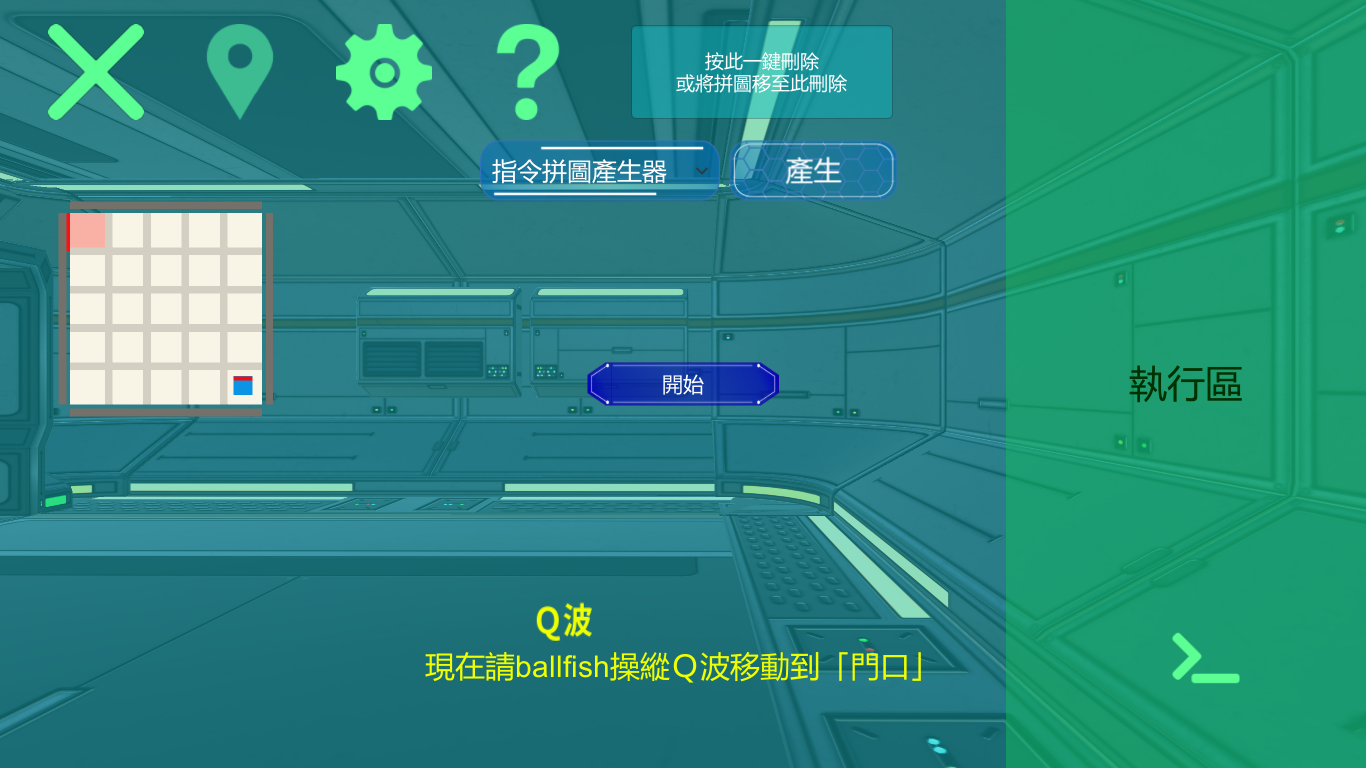 按此一鍵刪除
或將拼圖移至此刪除
指令拼圖產生器
產生
開始
執行區
Q波
現在請ballfish操縱Q波移動到「門口」